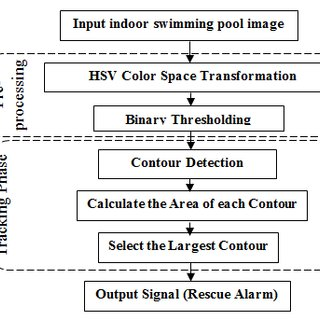 Input indoor swimming pool image
HSV Color Space Transformation
Binary Thresholding
processing
Contour Detection
Calculate the Area of each Contour
Select the Largest Contour
Tracking Phase
Output Signal (Rescue Alarm)